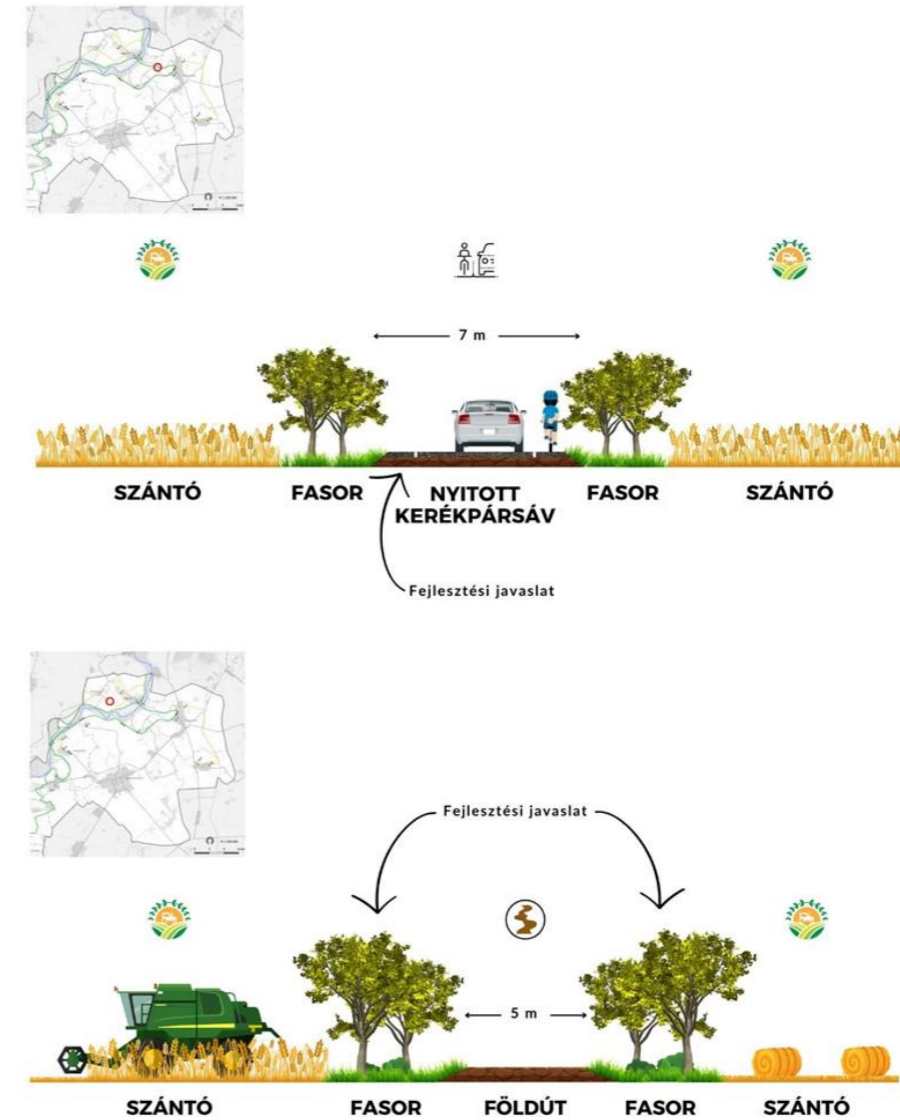 7 m
SZÁNTÓ FASOR NYITOTT FASOR SZÁNTÓ
KERÉKPÁRSÁV
Fejlesztési javaslat
Fejlesztési javaslat
5 m
SZÁNTÓ FASOR FÖLDÚT FASOR SZÁNTÓ